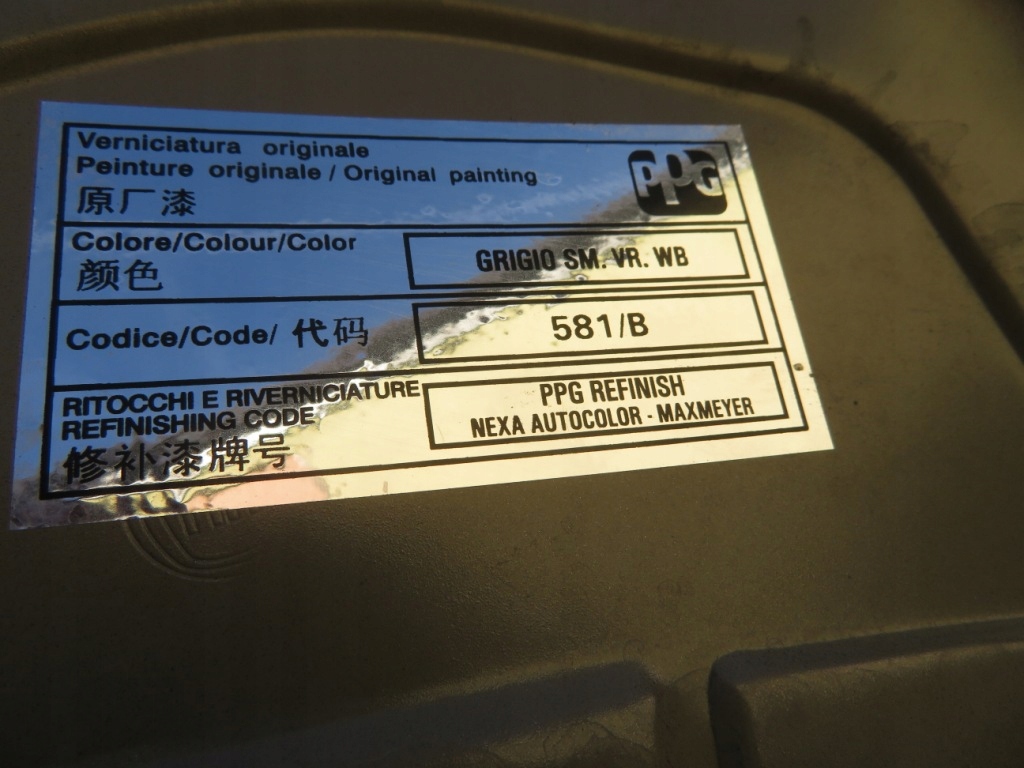 Verniciatura originale
Peinture originale / Original painting
原厂漆
PPG
Colore/Colour/Color
颜色
GRIGIO SM. VR. WB
Codice/Code/ 代码
581/B
RITOCCHI E RIVERNICIATURE
REFINISHING CODE
修补漆牌号
PPG REFINISH
NEXA AUTOCOLOR - MAXMEYER